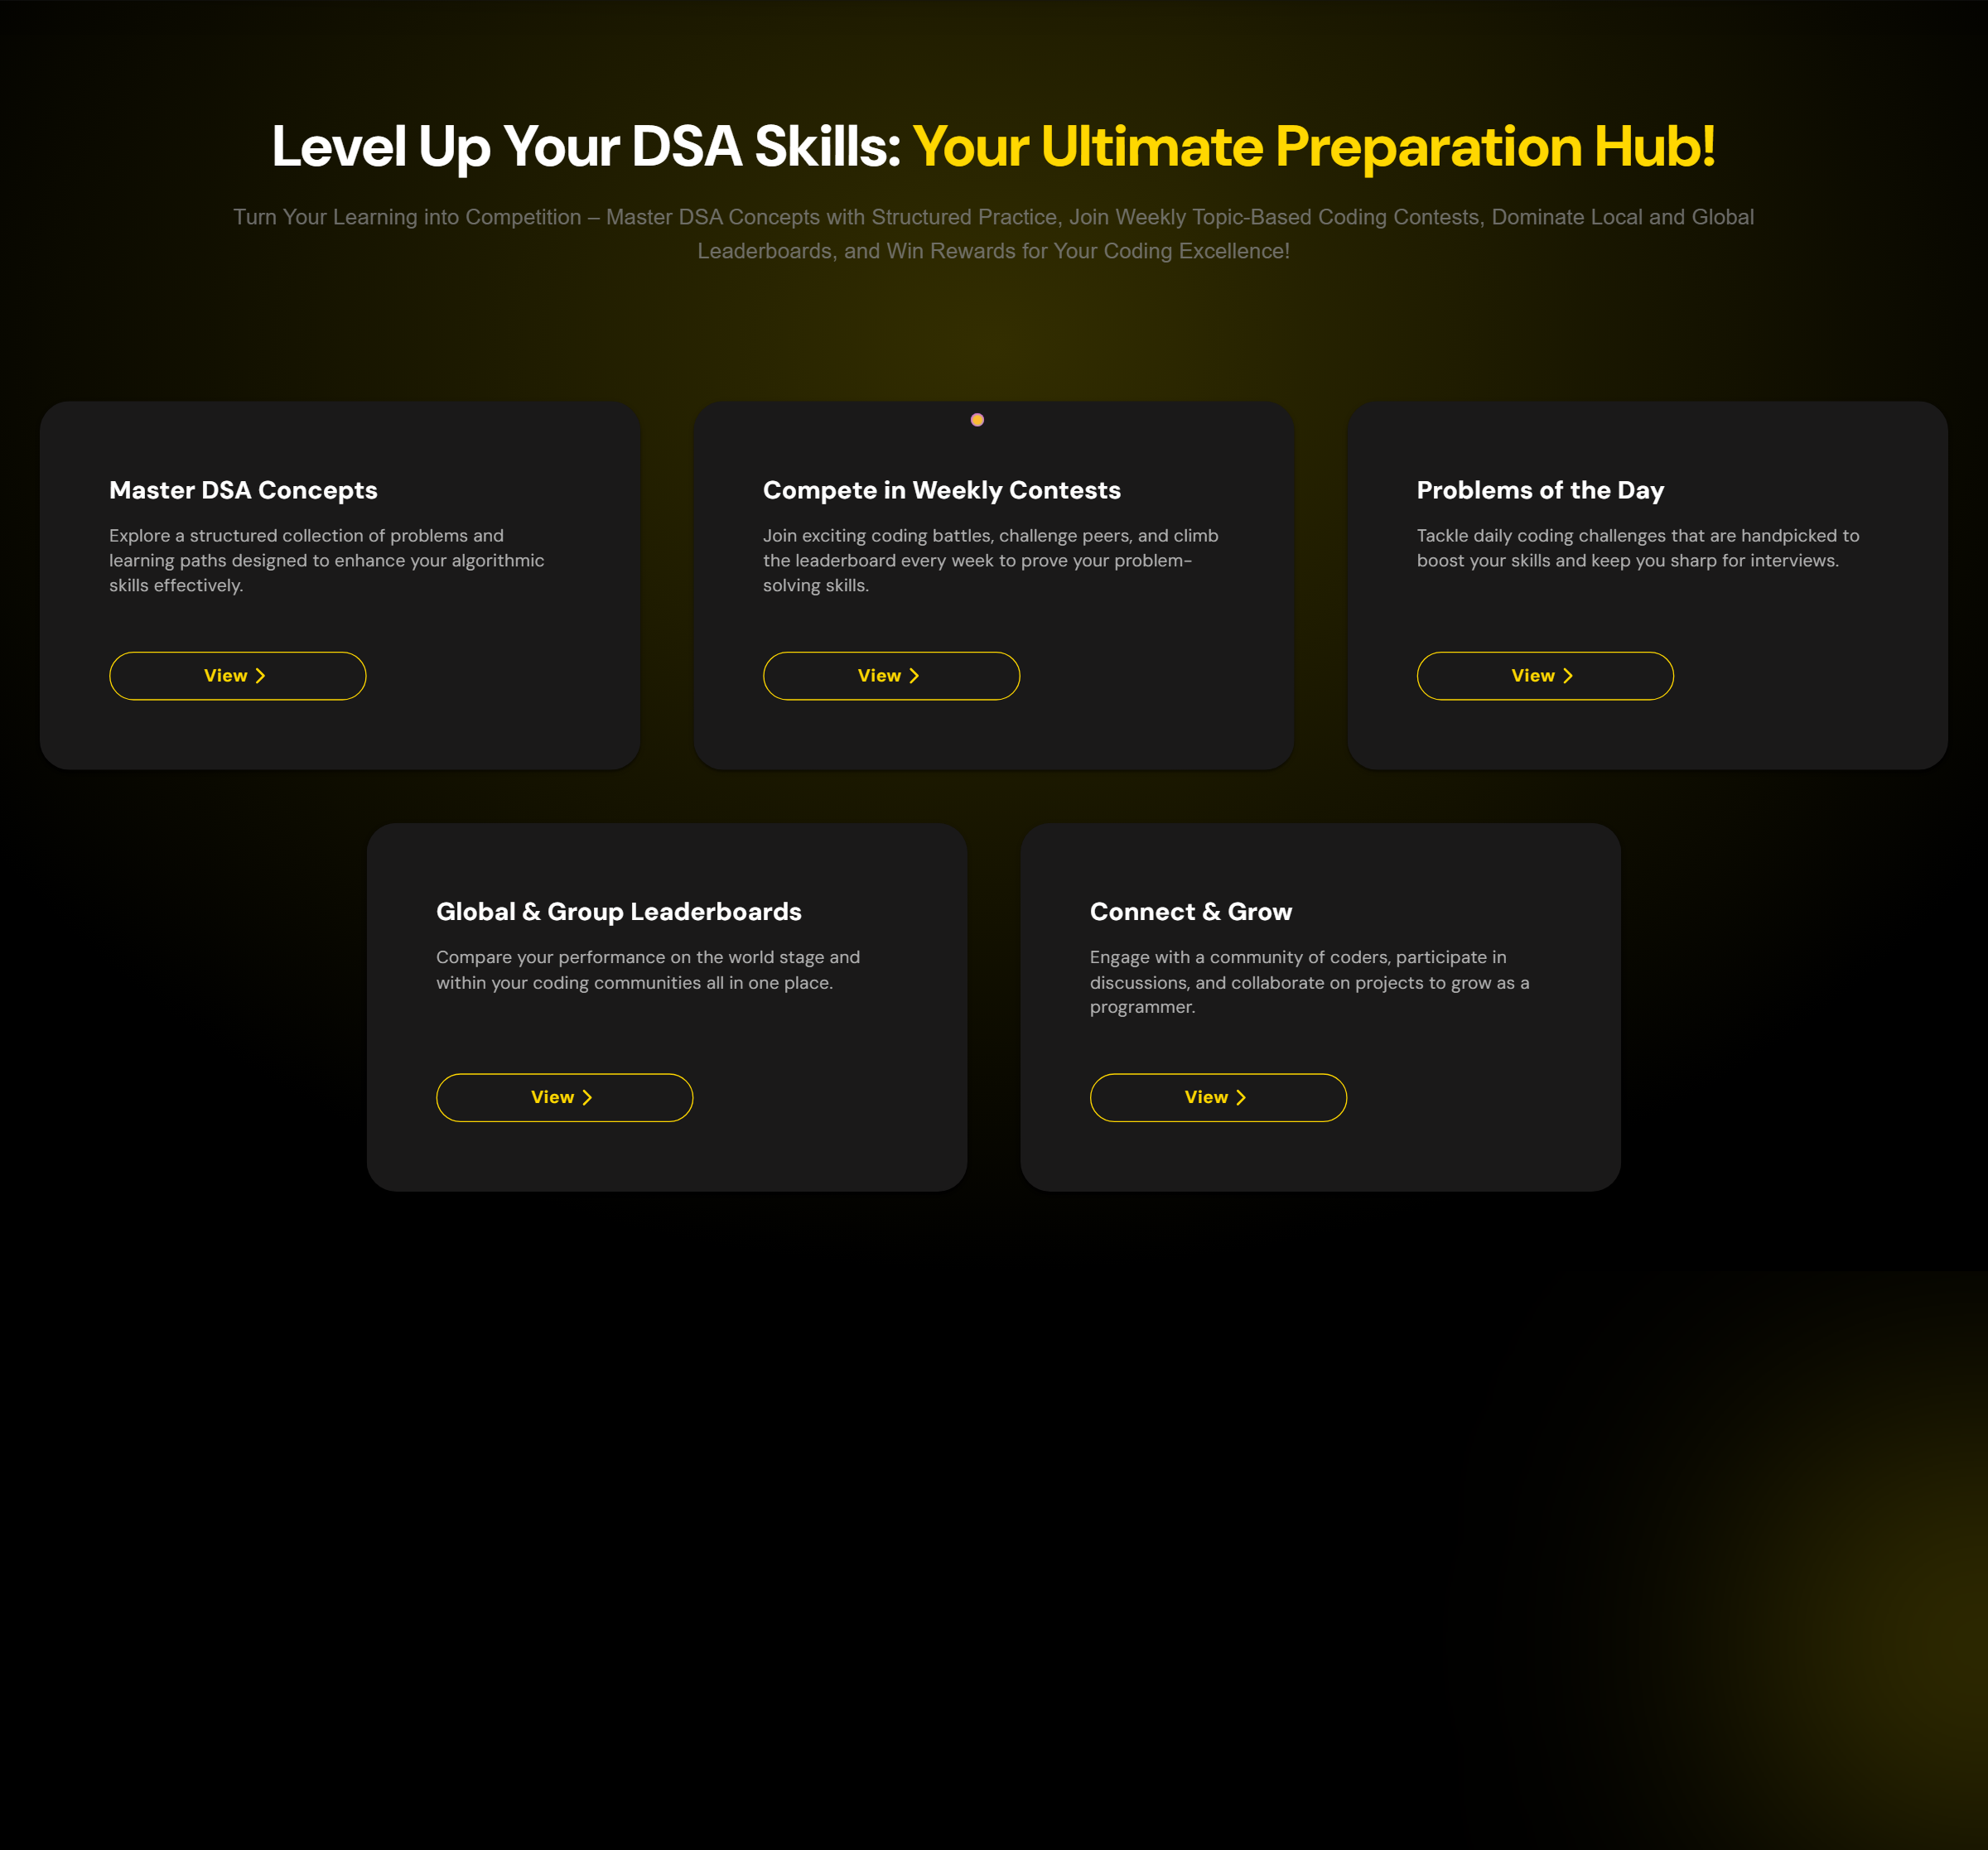 Level Up Your DSA Skills: Your Ultimate Preparation Hub!
Turn Your Learning into Competition – Master DSA Concepts with Structured Practice, Join Weekly Topic-Based Coding Contests, Dominate Local and Global
Leaderboards, and Win Rewards for Your Coding Excellence!
Master DSA Concepts
Explore a structured collection of problems and
learning paths designed to enhance your algorithmic
skills effectively.
View
Compete in Weekly Contests
Join exciting coding battles, challenge peers, and climb
the leaderboard every week to prove your problem-
solving skills.
View
Problems of the Day
Tackle daily coding challenges that are handpicked to
boost your skills and keep you sharp for interviews.
View
Global & Group Leaderboards
Compare your performance on the world stage and
within your coding communities all in one place.
View
Connect & Grow
Engage with a community of coders, participate in
discussions, and collaborate on projects to grow as a
programmer.
View